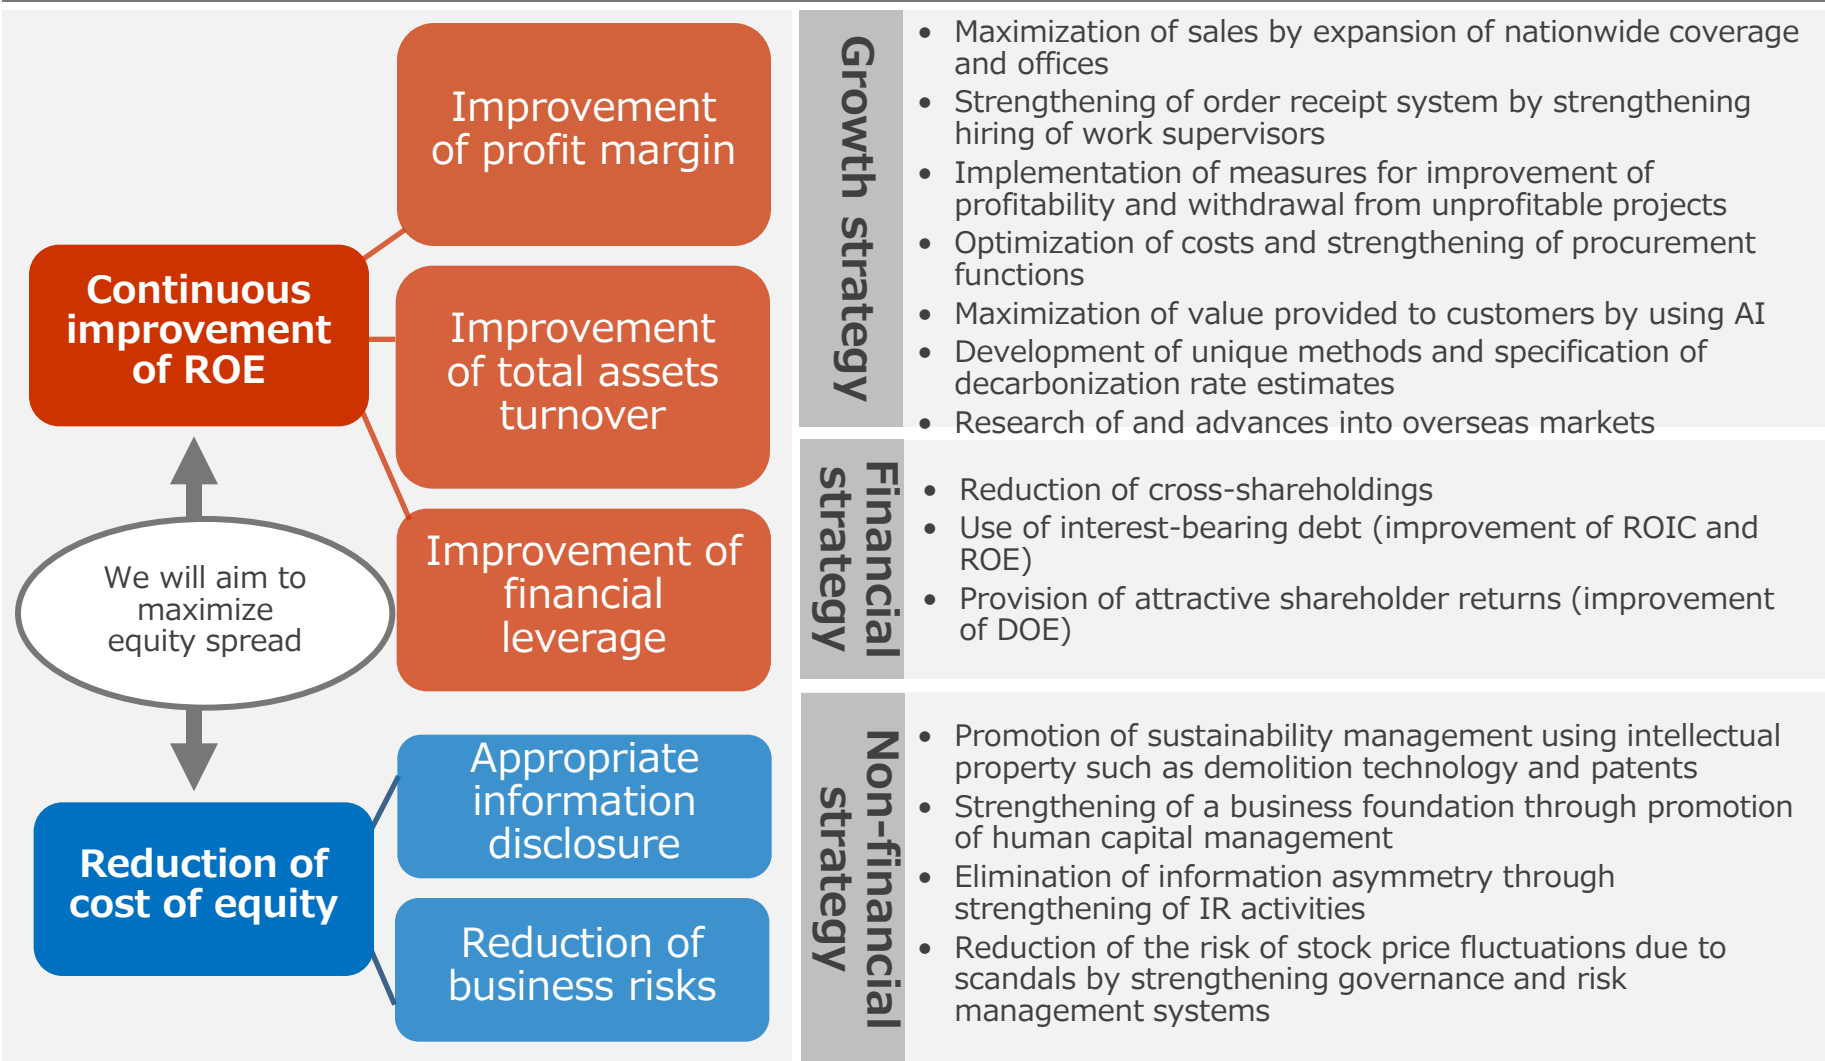 Continuous
improvement
of ROE
We will aim to
maximize
equity spread
Reduction of
cost of equity
Improvement
of profit margin
Improvement
of total assets
turnover
Improvement of
financial
leverage
Appropriate
information
disclosure
Reduction of
business risks
Growth strategy
• Maximization of sales by expansion of nationwide coverage
and offices
• Strengthening of order receipt system by strengthening
hiring of work supervisors
• Implementation of measures for improvement of
profitability and withdrawal from unprofitable projects
• Optimization of costs and strengthening of procurement
functions
• Maximization of value provided to customers by using AI
• Development of unique methods and specification of
decarbonization rate estimates
• Research of and advances into overseas markets
Financial
strategy
• Reduction of cross-shareholdings
• Use of interest-bearing debt (improvement of ROIC and
ROE)
• Provision of attractive shareholder returns (improvement
of DOE)
Non-financial
strategy
• Promotion of sustainability management using intellectual
property such as demolition technology and patents
• Strengthening of a business foundation through promotion
of human capital management
• Elimination of information asymmetry through
strengthening of IR activities
• Reduction of the risk of stock price fluctuations due to
scandals by strengthening governance and risk
management systems